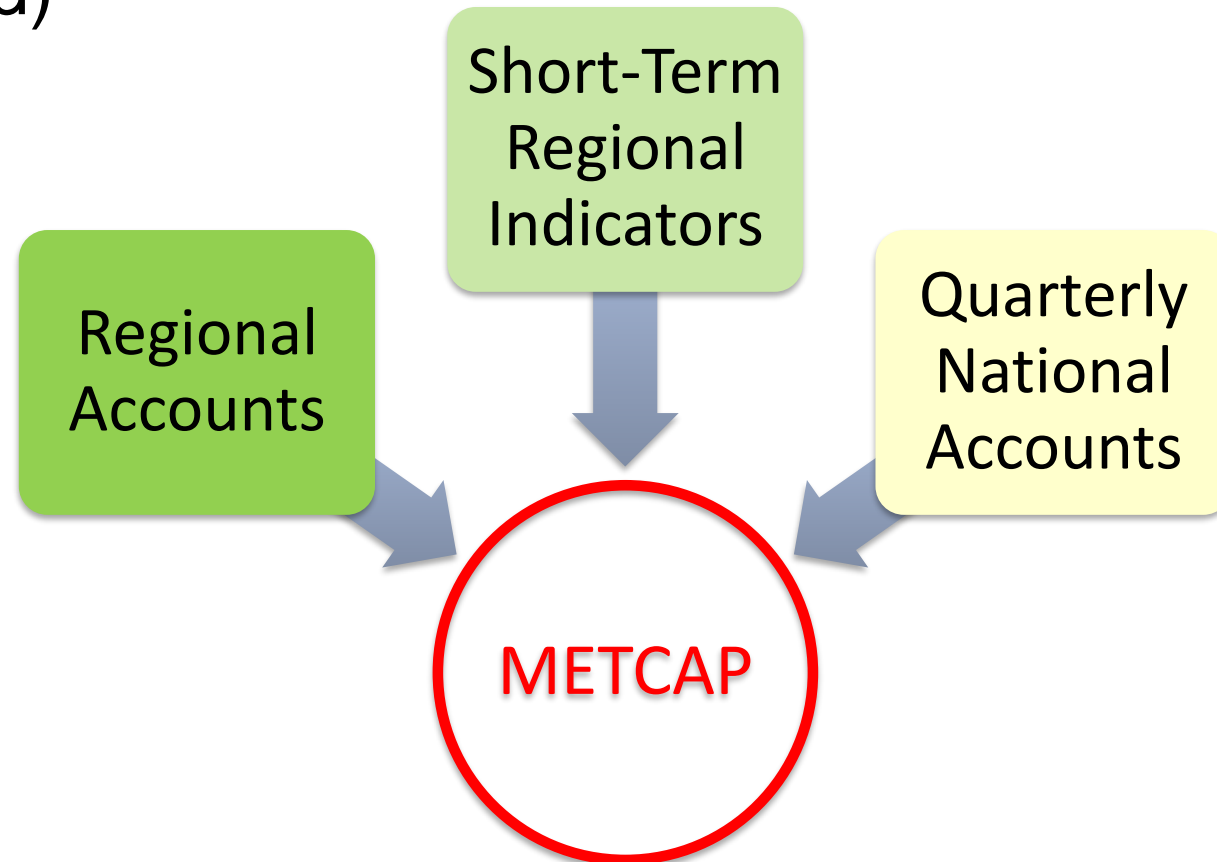 d)
Short-Term
Regional
Indicators
Regional
Accounts
Quarterly
National
Accounts
METCAP